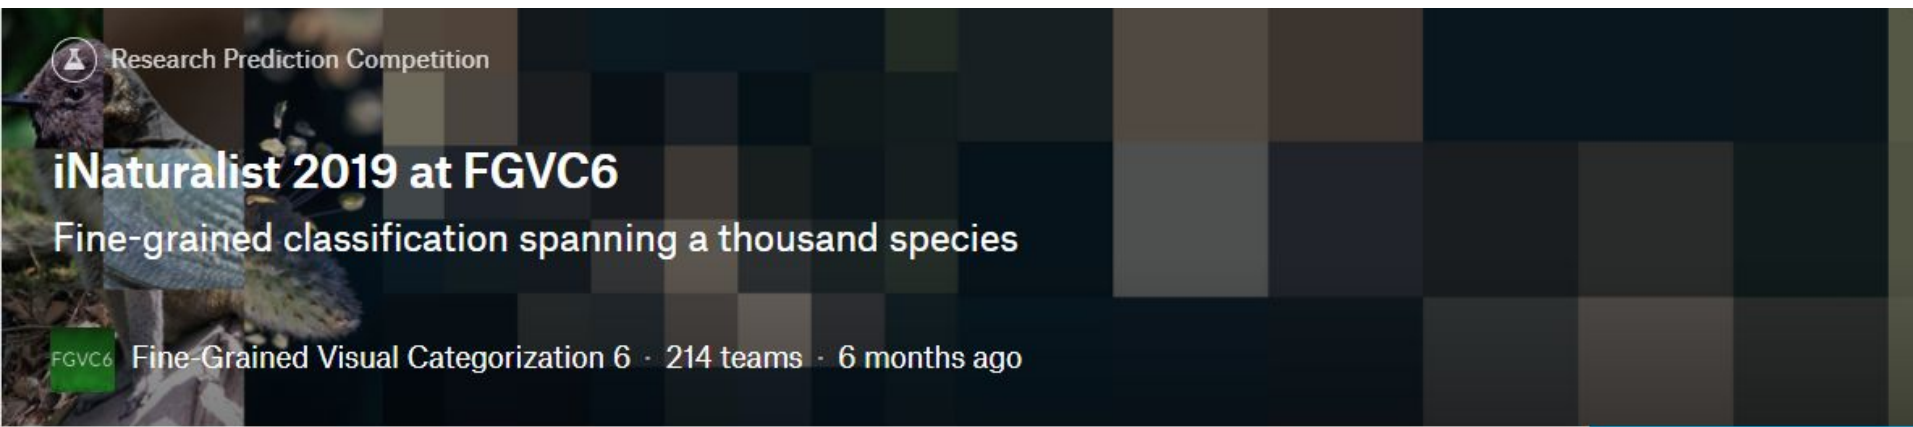 Research Prediction Competition
iNaturalist 2019 at FGVC6
Fine-grained classification spanning a thousand species
FGVC6 Fine-Grained Visual Categorization 6 · 214 teams · 6 months ago